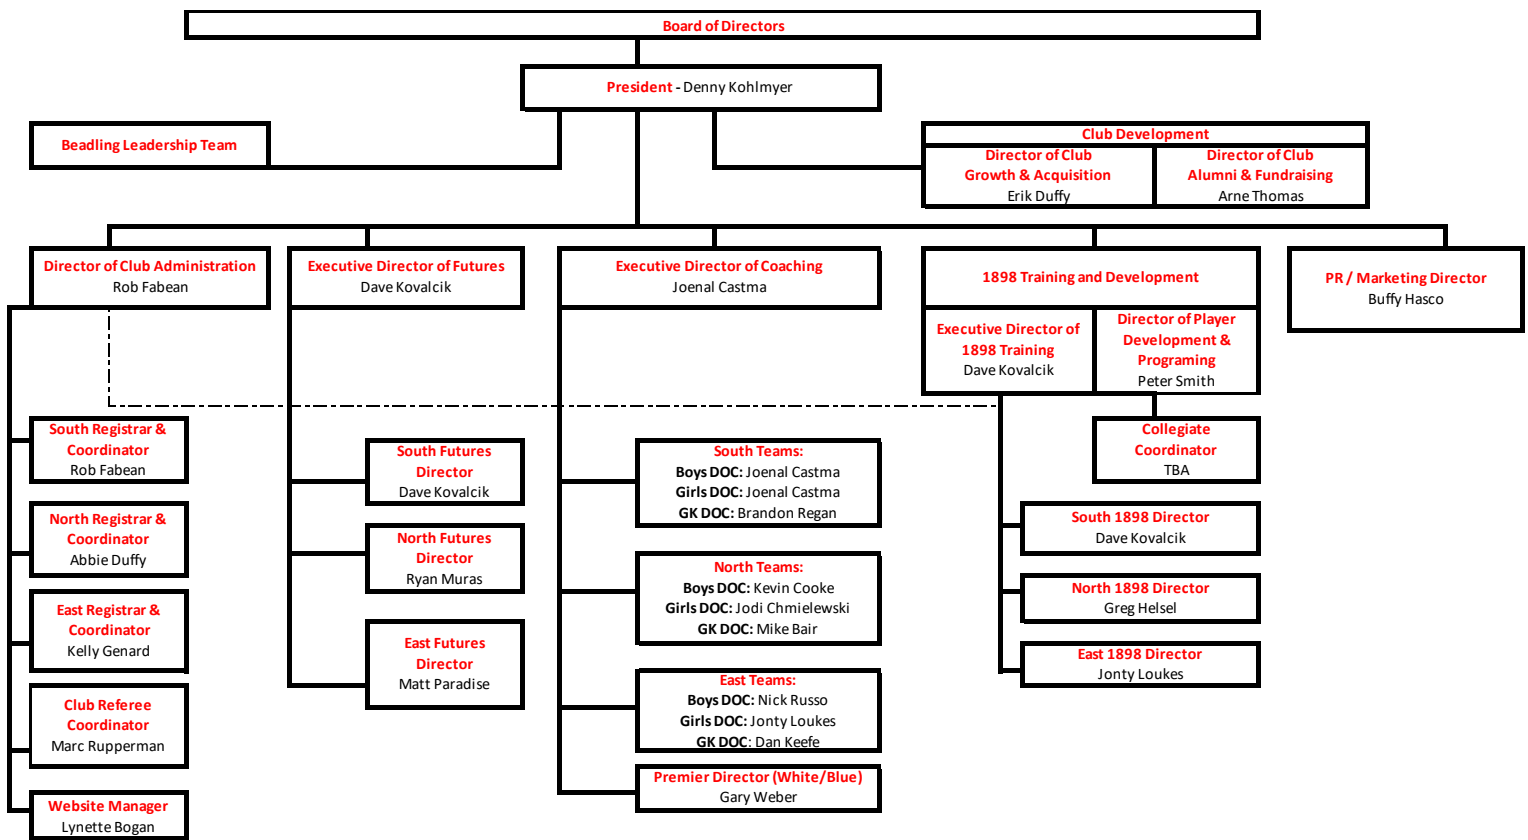 Board of Directors
President - Denny Kohlmyer
Beadling Leadership Team
Club Development
Director of Club
Growth & Acquisition
Erik Duffy
Director of Club
Alumni & Fundraising
Arne Thomas
Director of Club Administration
Rob Fabean
Executive Director of Futures
Dave Kovalcik
Executive Director of Coaching
Joenal Castma
1898 Training and Development
Executive Director of
1898 Training
Dave Kovalcik
Director of Player
Development &
Programing
Peter Smith
PR / Marketing Director
Buffy Hasco
South Registrar &
Coordinator
Rob Fabean
North Registrar &
Coordinator
Abbie Duffy
East Registrar &
Coordinator
Kelly Genard
Club Referee
Coordinator
Marc Rupperman
Website Manager
Lynette Bogan
South Futures
Director
Dave Kovalcik
North Futures
Director
Ryan Muras
East Futures
Director
Matt Paradise
South Teams:
Boys DOC: Joenal Castma
Girls DOC: Joenal Castma
GK DOC: Brandon Regan
North Teams:
Boys DOC: Kevin Cooke
Girls DOC: Jodi Chmielewski
GK DOC: Mike Bair
East Teams:
Boys DOC: Nick Russo
Girls DOC: Jonty Loukes
GK DOC: Dan Keefe
Premier Director (White/Blue)
Gary Weber
Collegiate
Coordinator
TBA
South 1898 Director
Dave Kovalcik
North 1898 Director
Greg Helsel
East 1898 Director
Jonty Loukes